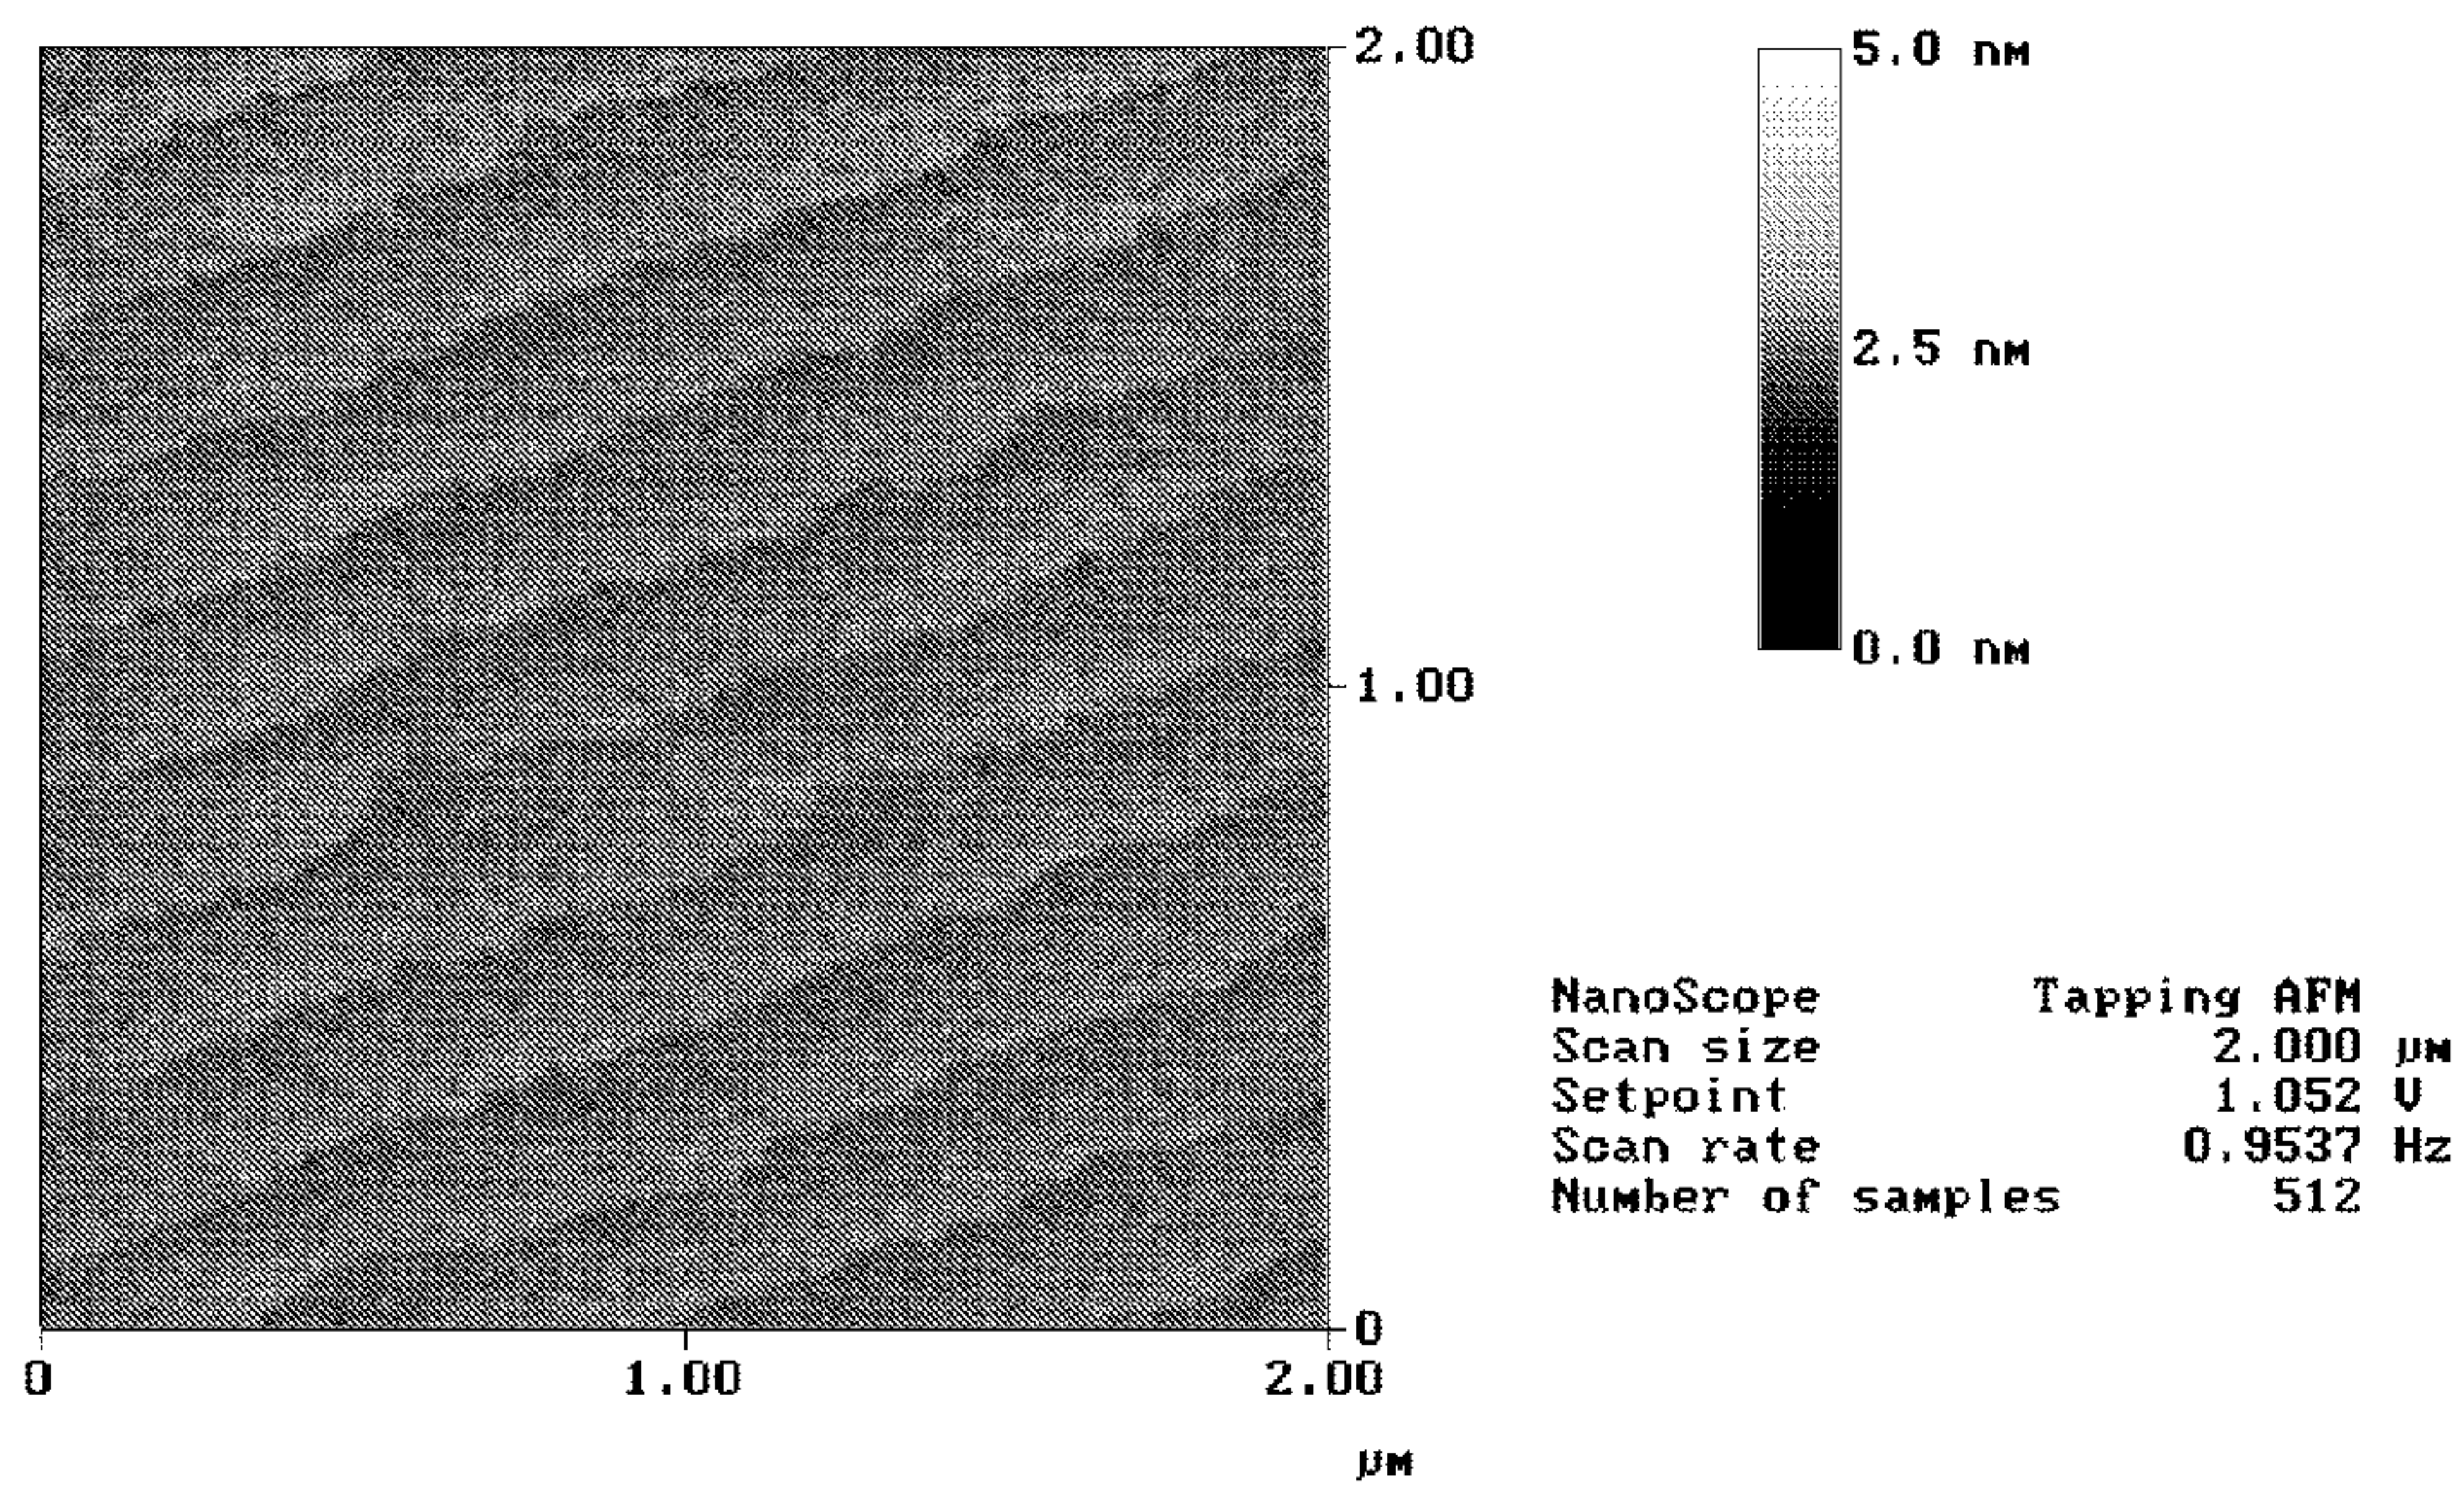 2.00
1.00
0
0
1.00
2.00
µm
5.0 nm
2.5 nm
0.0 nm
NanoScope Tapping AFM
Scan size 2.000 µm
Setpoint 1.052 V
Scan rate 0.9537 Hz
Number of samples 512